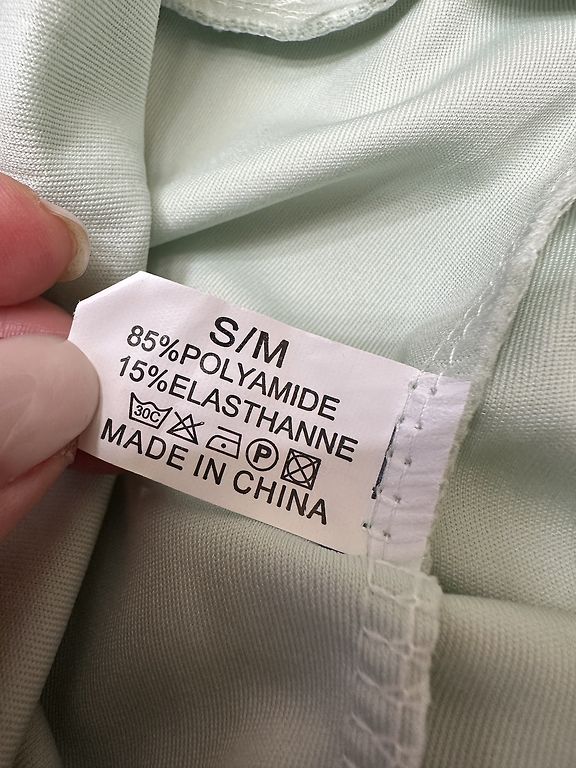 S/M
85%POLYAMIDE
15%ELASTHANNE
30C P
MADE IN CHINA